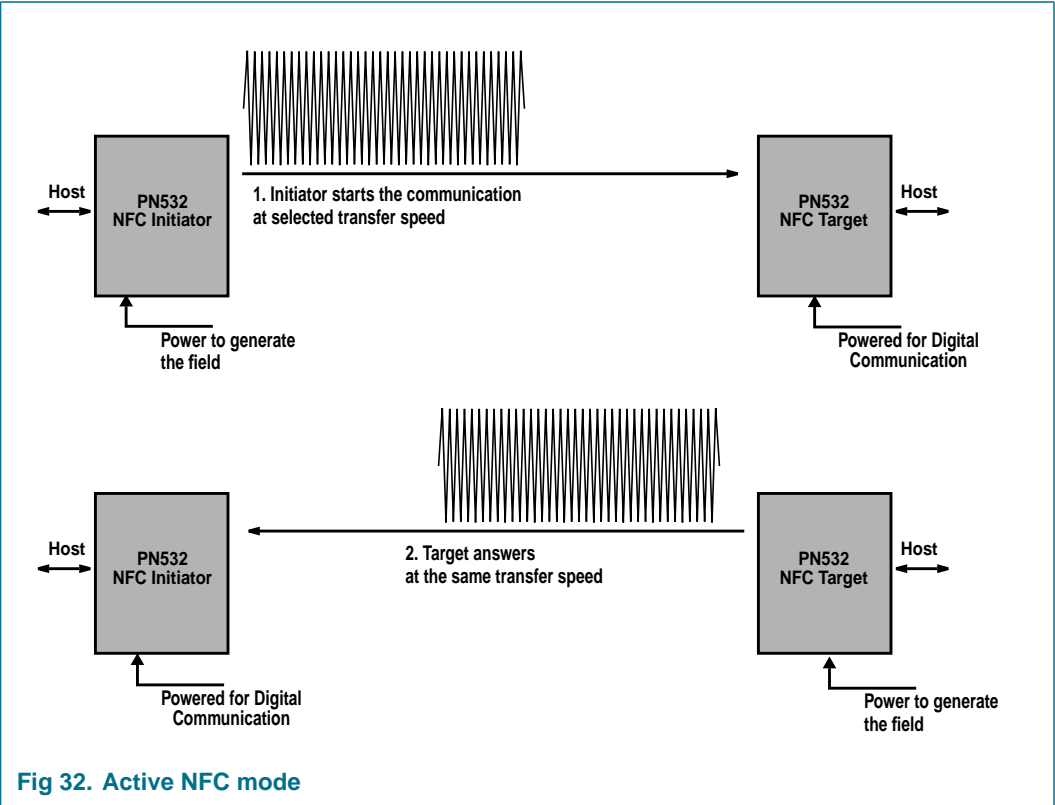 Host
PN532
NFC Initiator
1. Initiator starts the communication
at selected transfer speed
PN532
NFC Target
Host
Power to generate
the field
Powered for Digital
Communication
Host
PN532
NFC Initiator
2. Target answers
at the same transfer speed
PN532
NFC Target
Host
Powered for Digital
Communication
Power to generate
the field
Fig 32. Active NFC mode